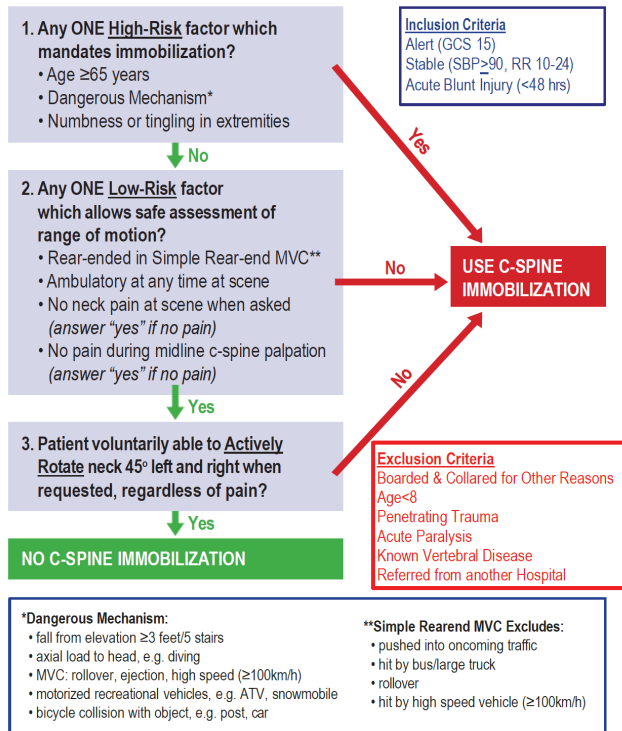 1. Any ONE High-Risk factor which
mandates immobilization?
• Age ≥65 years
• Dangerous Mechanism*
• Numbness or tingling in extremities
Inclusion Criteria
Alert (GCS 15)
Stable (SBP≥90, RR 10-24)
Acute Blunt Injury (<48 hrs)
Yes
No
2. Any ONE Low-Risk factor
which allows safe assessment of
range of motion?
• Rear-ended in Simple Rear-end MVC**
• Ambulatory at any time at scene
• No neck pain at scene when asked
(answer “yes” if no pain)
• No pain during midline c-spine palpation
(answer “yes” if no pain)
No
USE C-SPINE
IMMOBILIZATION
No
Yes
3. Patient voluntarily able to Actively
Rotate neck 45º left and right when
requested, regardless of pain?
Yes
NO C-SPINE IMMOBILIZATION
Exclusion Criteria
Boarded & Collared for Other Reasons
Age<8
Penetrating Trauma
Acute Paralysis
Known Vertebral Disease
Referred from another Hospital
*Dangerous Mechanism:
• fall from elevation ≥3 feet/5 stairs
• axial load to head, e.g. diving
• MVC: rollover, ejection, high speed (≥100km/h)
• motorized recreational vehicles, e.g. ATV, snowmobile
• bicycle collision with object, e.g. post, car
**Simple Rearend MVC Excludes:
• pushed into oncoming traffic
• hit by bus/large truck
• rollover
• hit by high speed vehicle (≥100km/h)